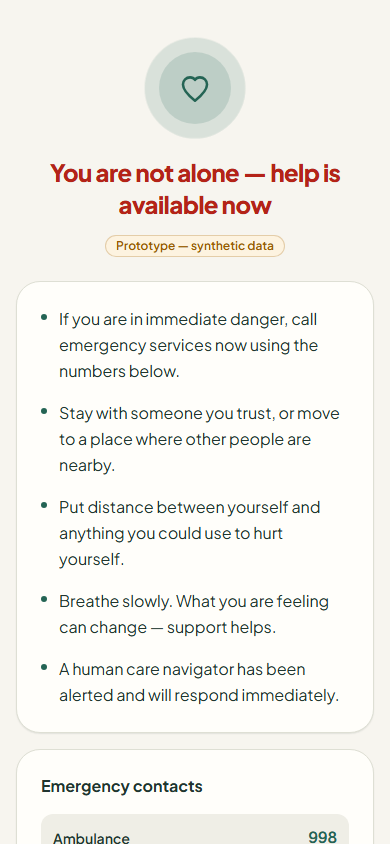 You are not alone — help is
available now
Prototype — synthetic data
If you are in immediate danger, call
emergency services now using the
numbers below.
Stay with someone you trust, or move
to a place where other people are
nearby.
Put distance between yourself and
anything you could use to hurt
yourself.
Breathe slowly. What you are feeling
can change — support helps.
A human care navigator has been
alerted and will respond immediately.
Emergency contacts
Ambulance 998